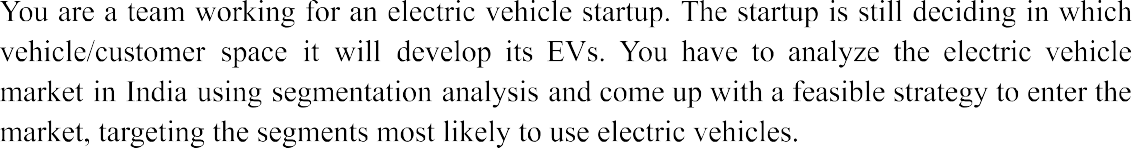 You are a team working for an electric vehicle startup. The startup is still deciding in which
vehicle/customer space it will develop its EVs. You have to analyze the electric vehicle
market in India using segmentation analysis and come up with a feasible strategy to enter the
market, targeting the segments most likely to use electric vehicles.